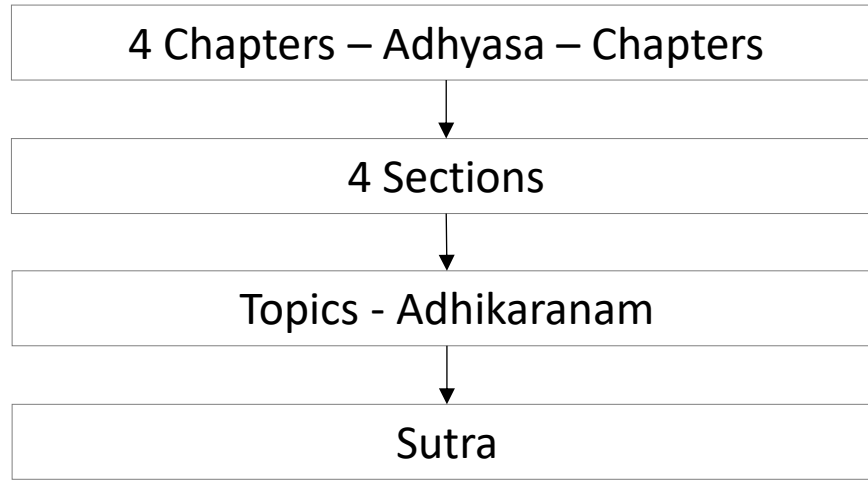 4 Chapters – Adhyasa – Chapters
4 Sections
Topics - Adhikaranam
Sutra